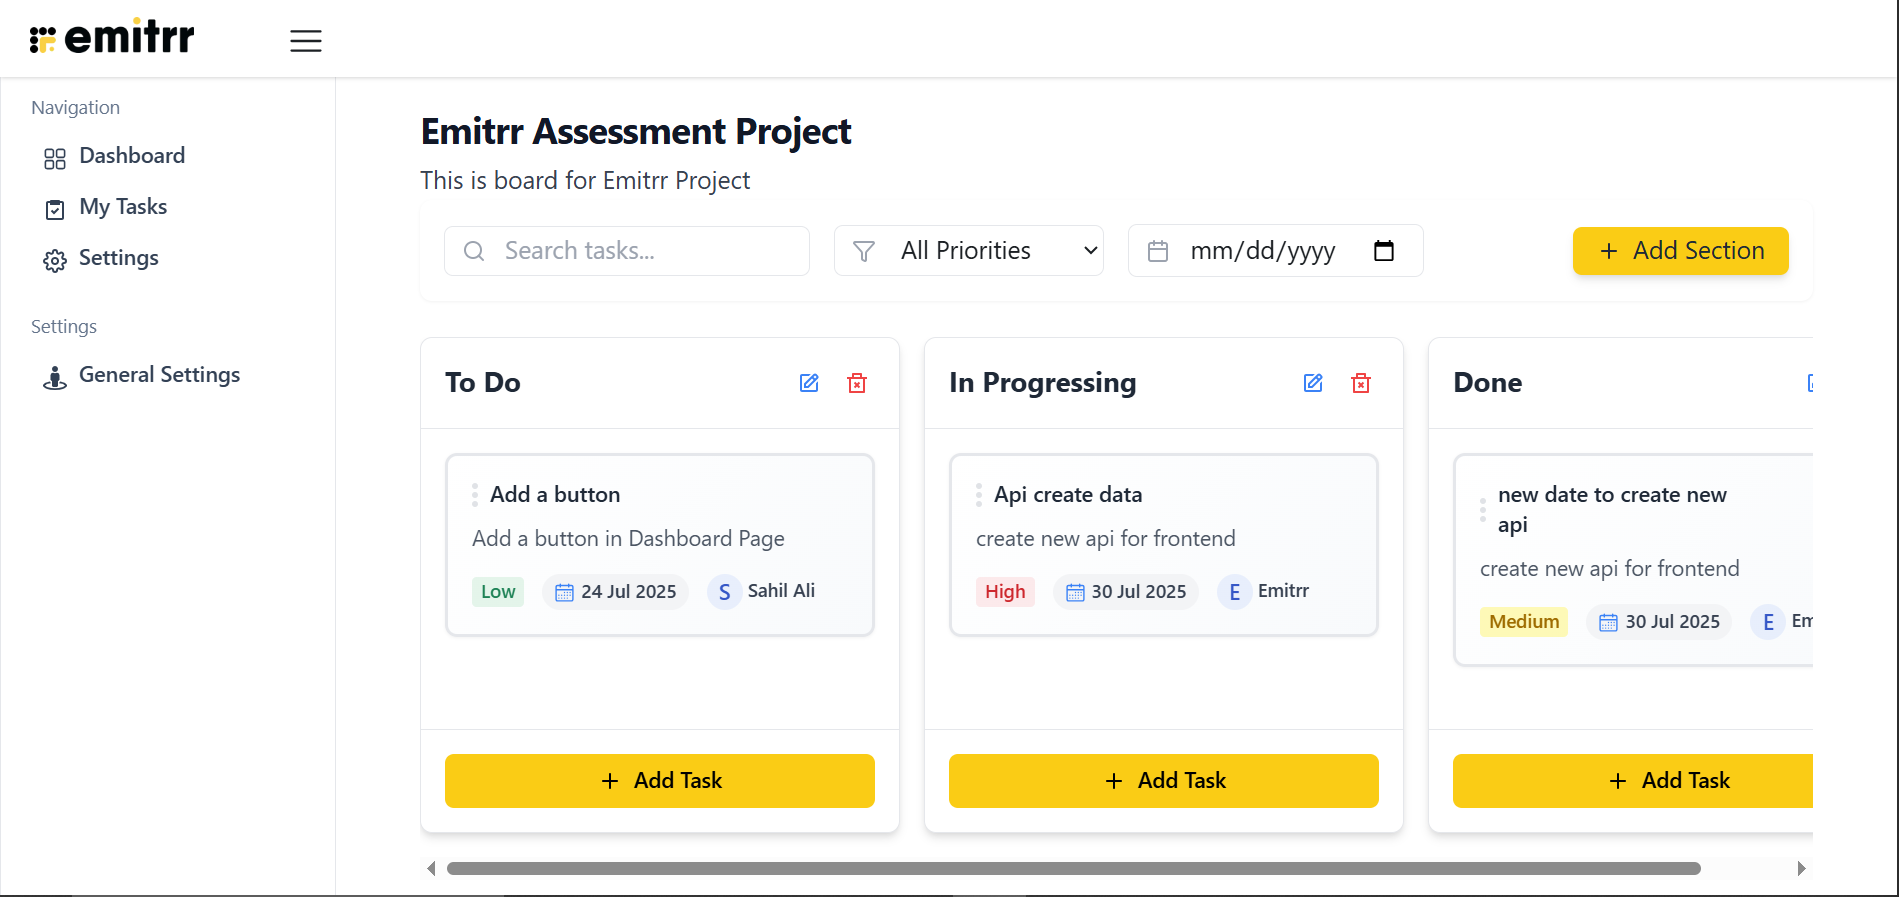 emitrr
Navigation
Dashboard
My Tasks
Settings
Settings
General Settings
Emitrr Assessment Project
This is board for Emitrr Project
Search tasks...
All Priorities
mm/dd/yyyy
+ Add Section
To Do
Add a button
Add a button in Dashboard Page
Low
24 Jul 2025
S
Sahil Ali
+ Add Task
In Progressing
Api create data
create new api for frontend
High
30 Jul 2025
E
Emitrr
+ Add Task
Done
new date to create new
api
create new api for frontend
Medium
30 Jul 2025
E
+ Add Task